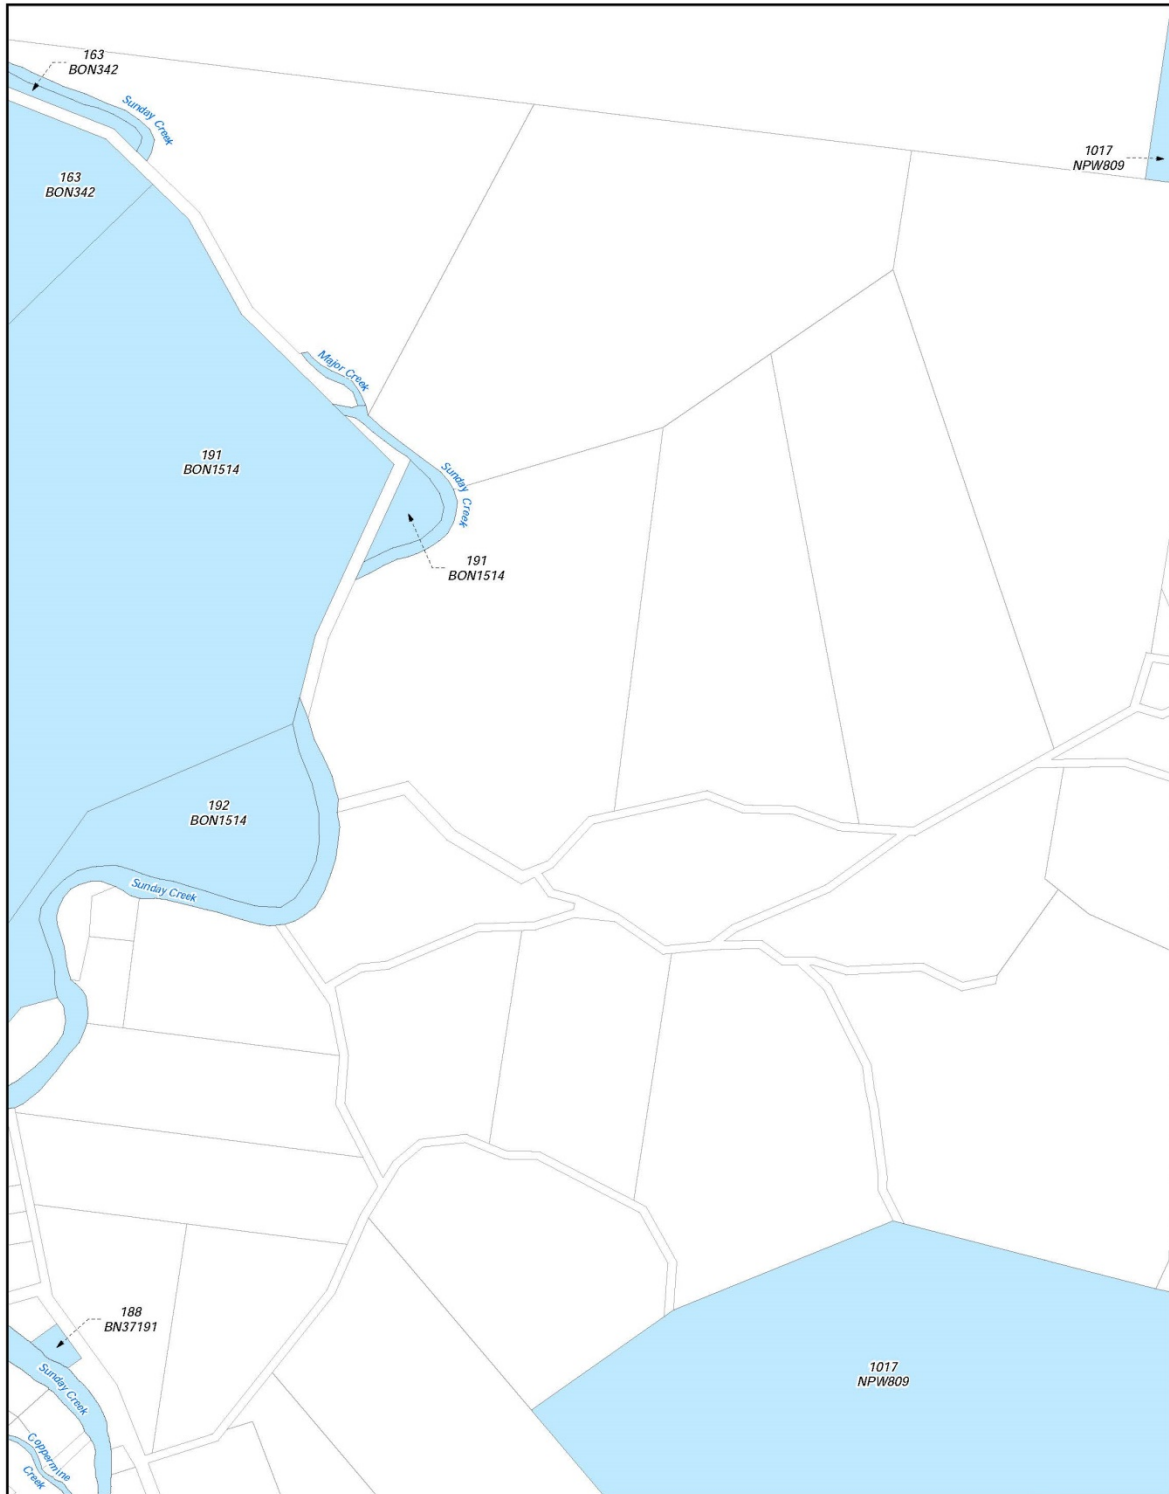 163
BON342
Sunday Creek
1017
NPW809
163
BON342
Major Creek
191
BON1514
Sunday Creek
191
BON1514
192
BON1514
Sunday Creek
188
BN37191
Sunday Creek
1017
NPW809
Coppermine
Creek